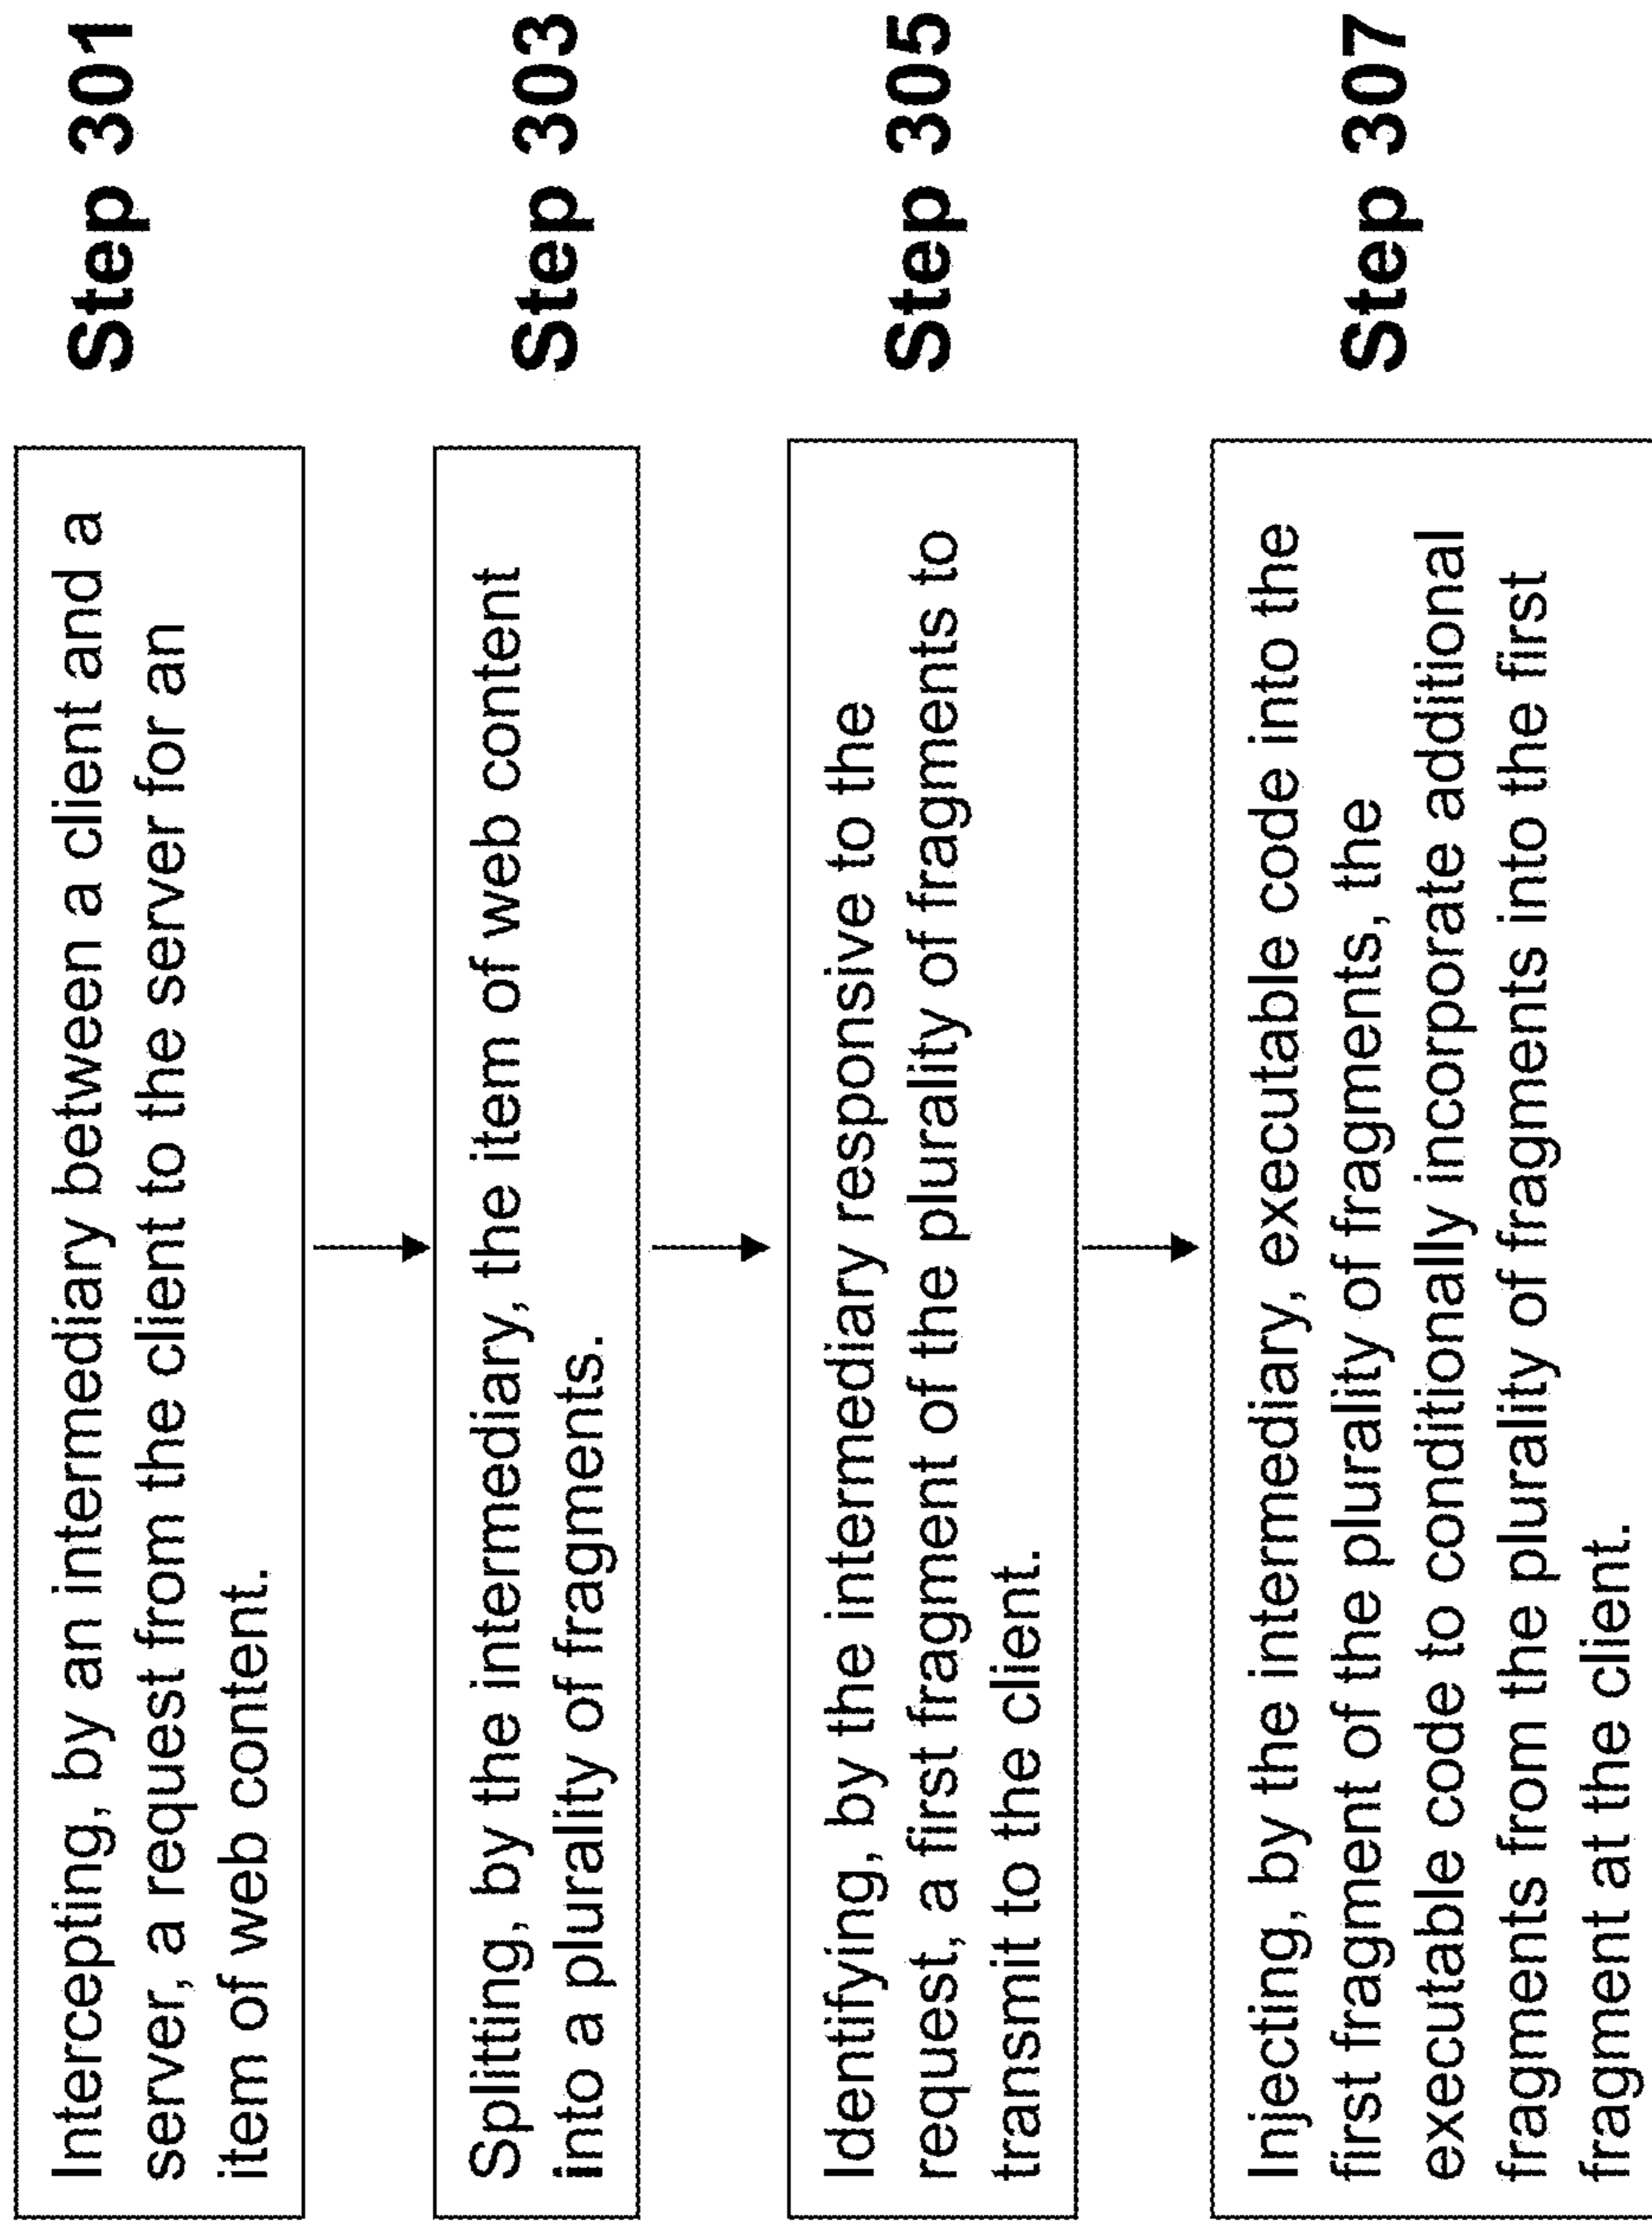 Intercepting, by an intermediary between a client and a
server, a request from the client to the server for an
item of web content.
Step 301
Splitting, by the intermediary, the item of web content
into a plurality of fragments.
Step 303
Identifying, by the intermediary responsive to the
request, a first fragment of the plurality of fragments to
transmit to the client.
Step 305
Injecting, by the intermediary, executable code into the
first fragment of the plurality of fragments, the
executable code to conditionally incorporate additional
fragments from the plurality of fragments into the first
fragment at the client.
Step 307